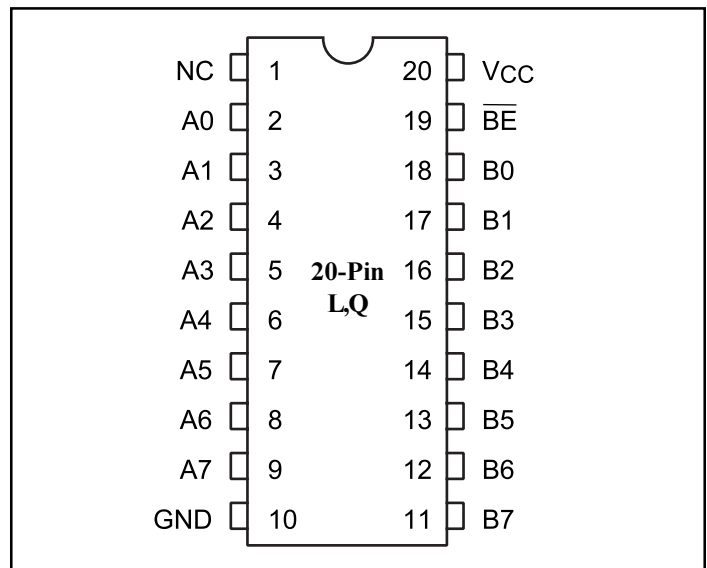 NC 1 20 VCC
A0 2 19 B̅E̅
A1 3 18 B0
A2 4 17 B1
A3 5 20-Pin 16 B2
L,Q
A4 6 15 B3
A5 7 14 B4
A6 8 13 B5
A7 9 12 B6
GND 10 11 B7